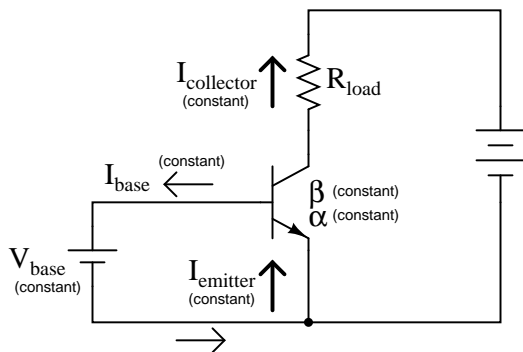 I collector
(constant)
R load
(constant)
I base
β (constant)
α (constant)
V base
(constant)
I emitter
(constant)